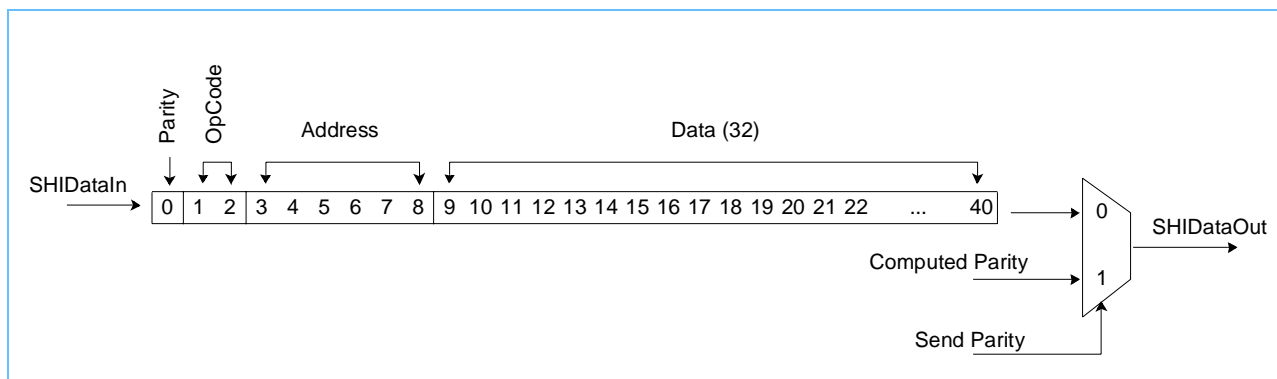 Parity
OpCode
Address
Data (32)
SHIDataIn
0 1 2 3 4 5 6 7 8 9 10 11 12 13 14 15 16 17 18 19 20 21 22 ... 40
0
SHIDataOut
Computed Parity
1
Send Parity